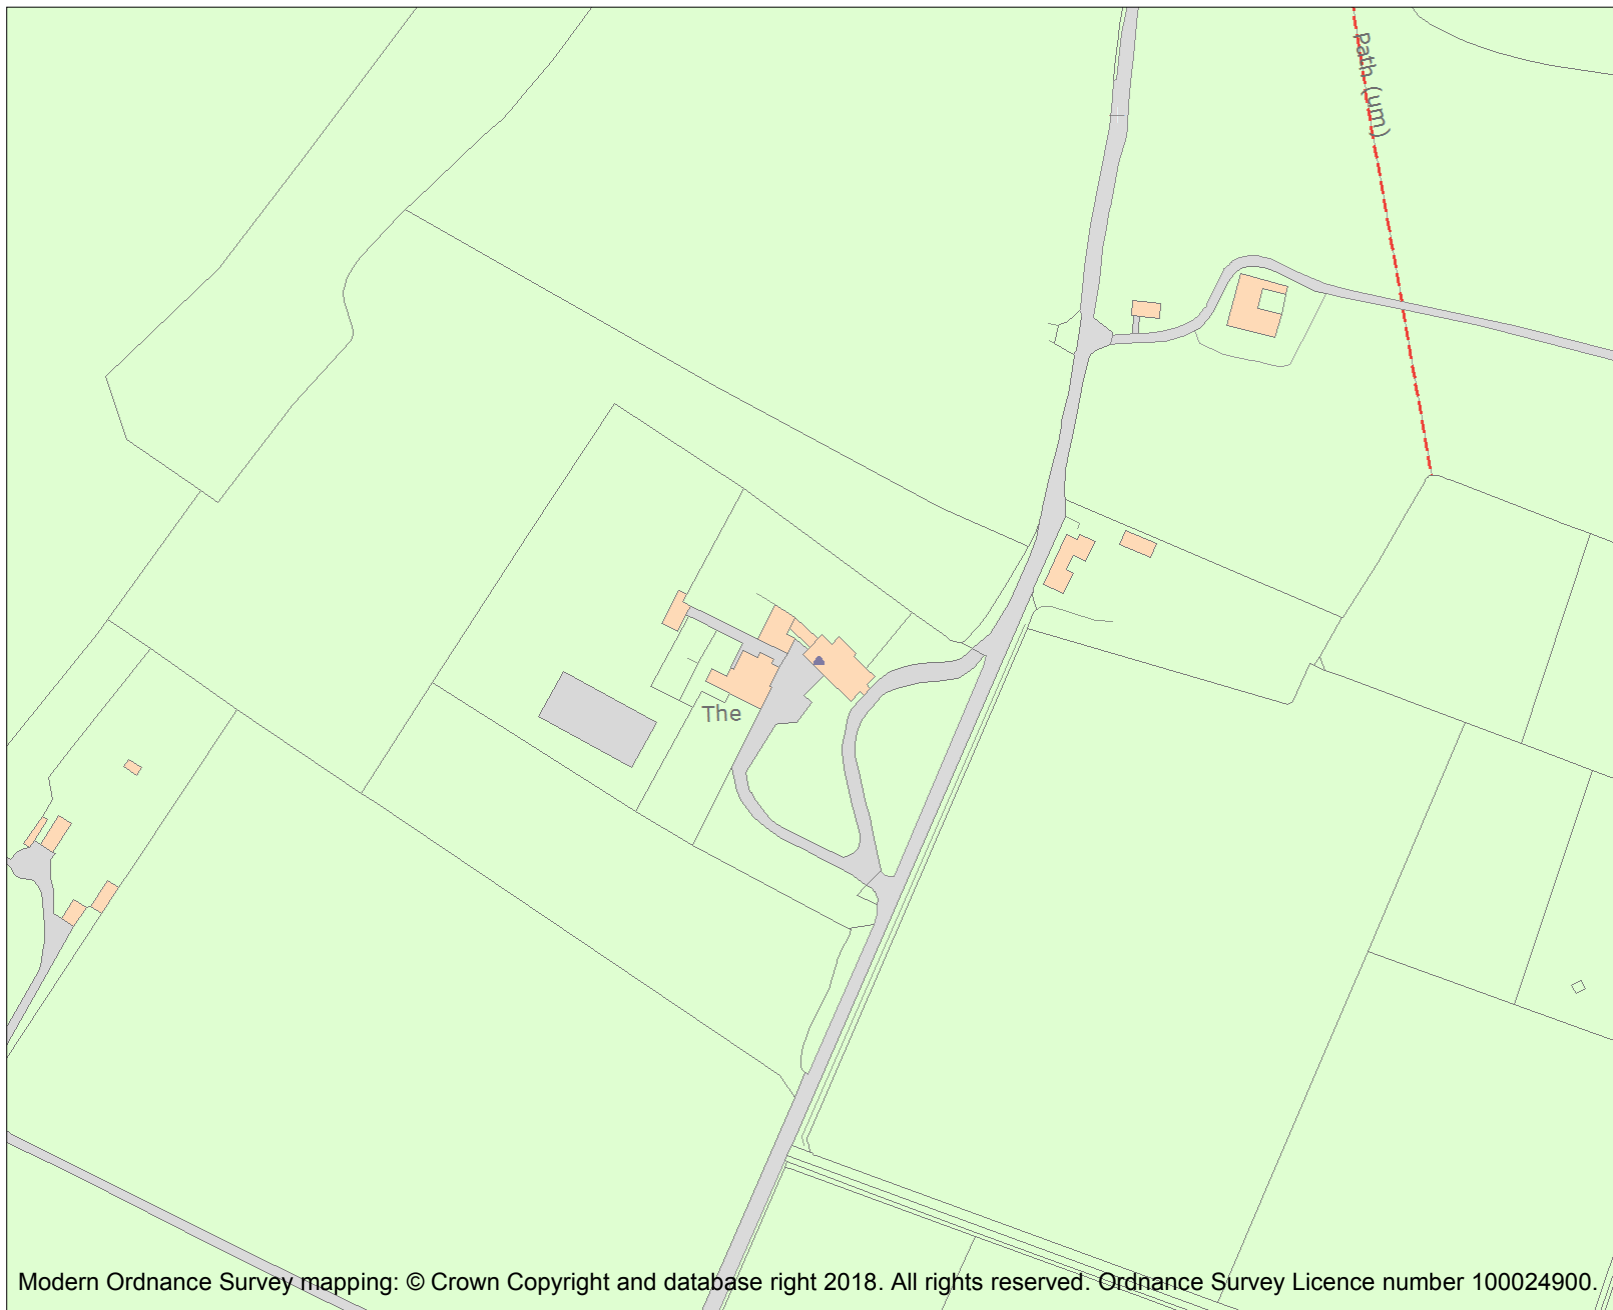 Path (um)
The
Modern Ordnance Survey mapping: © Crown Copyright and database right 2018. All rights reserved. Ordnance Survey Licence number 100024900.